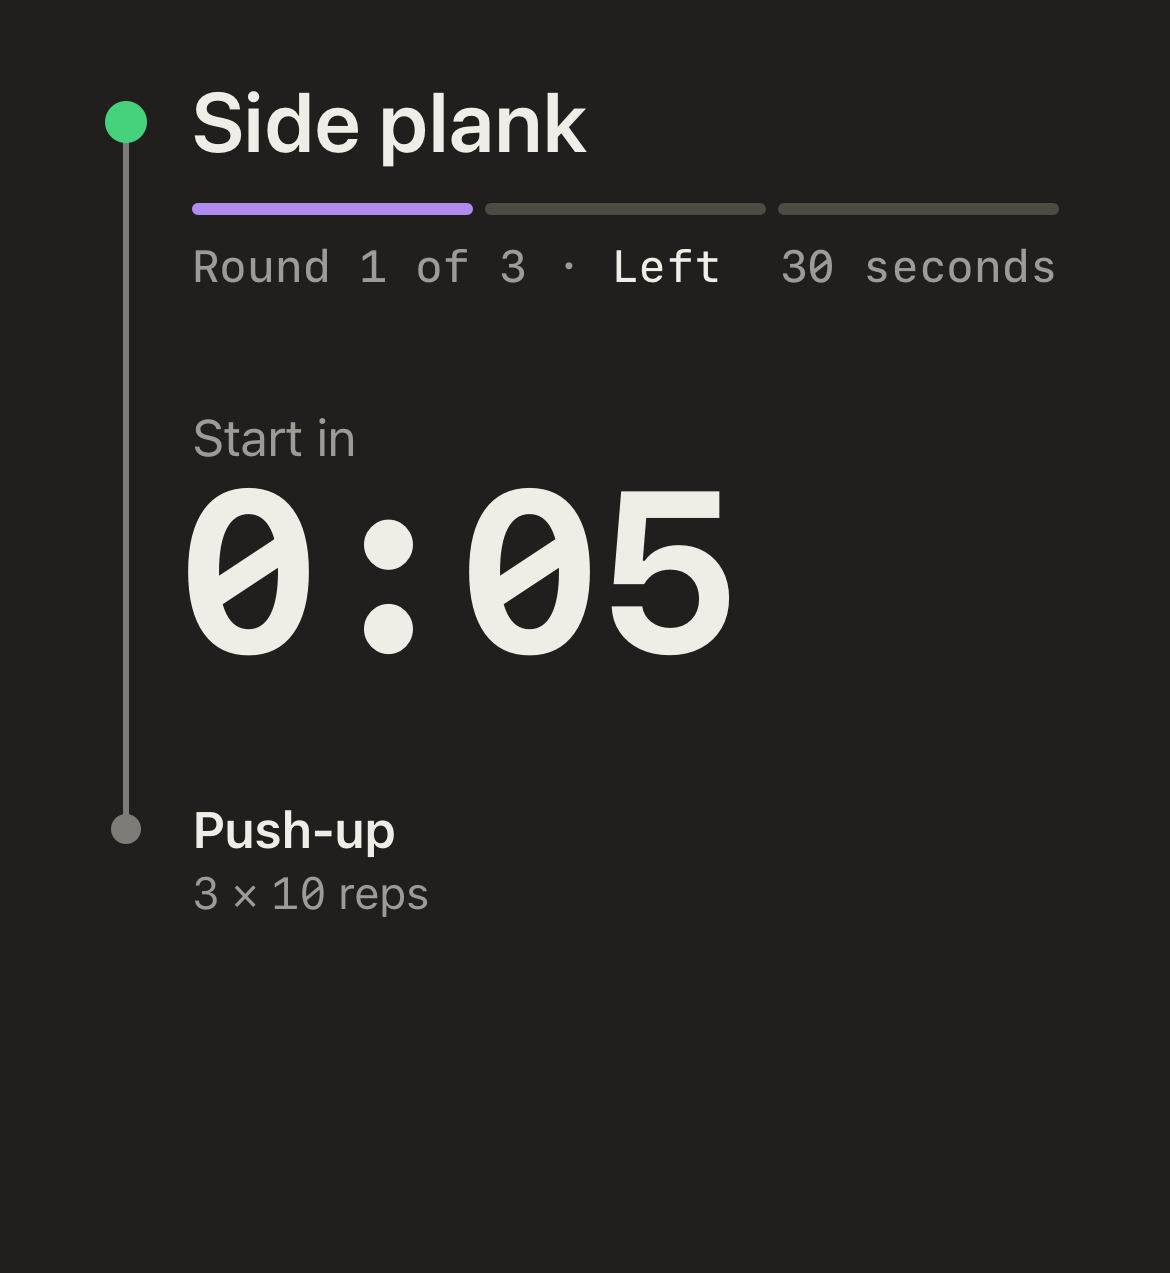 Side plank
Round 1 of 3 · Left 30 seconds
Start in
0:05
Push-up
3 × 10 reps